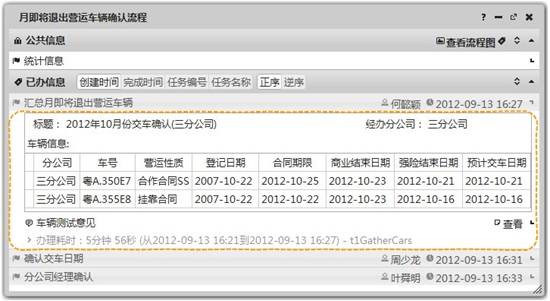 月即将退出营运车辆确认流程
公共信息 查看流程图
统计信息
已办信息 创建时间 完成时间 任务编号 任务名称 正序 逆序
汇总月即将退出营运车辆 何懿颖 2012-09-13 16:27
标题： 2012年10月份交车确认(三分公司) 经办分公司： 三分公司
车辆信息:
分公司 车号 营运性质 登记日期 合同期限 商业结束日期 强险结束日期 预计交车日期
三分公司 粤A.350E7 合作合同SS 2007-10-22 2012-10-25 2012-10-23 2012-10-21 2012-10-21
三分公司 粤A.355E8 挂靠合同 2007-10-22 2012-10-22 2012-10-23 2012-10-16 2012-10-16
车辆测试意见 查看
办理耗时：5分钟 56秒 (从2012-09-13 16:21到2012-09-13 16:27) - t1GatherCars
确认交车日期 周少龙 2012-09-13 16:31
分公司经理确认 叶舜明 2012-09-13 16:33